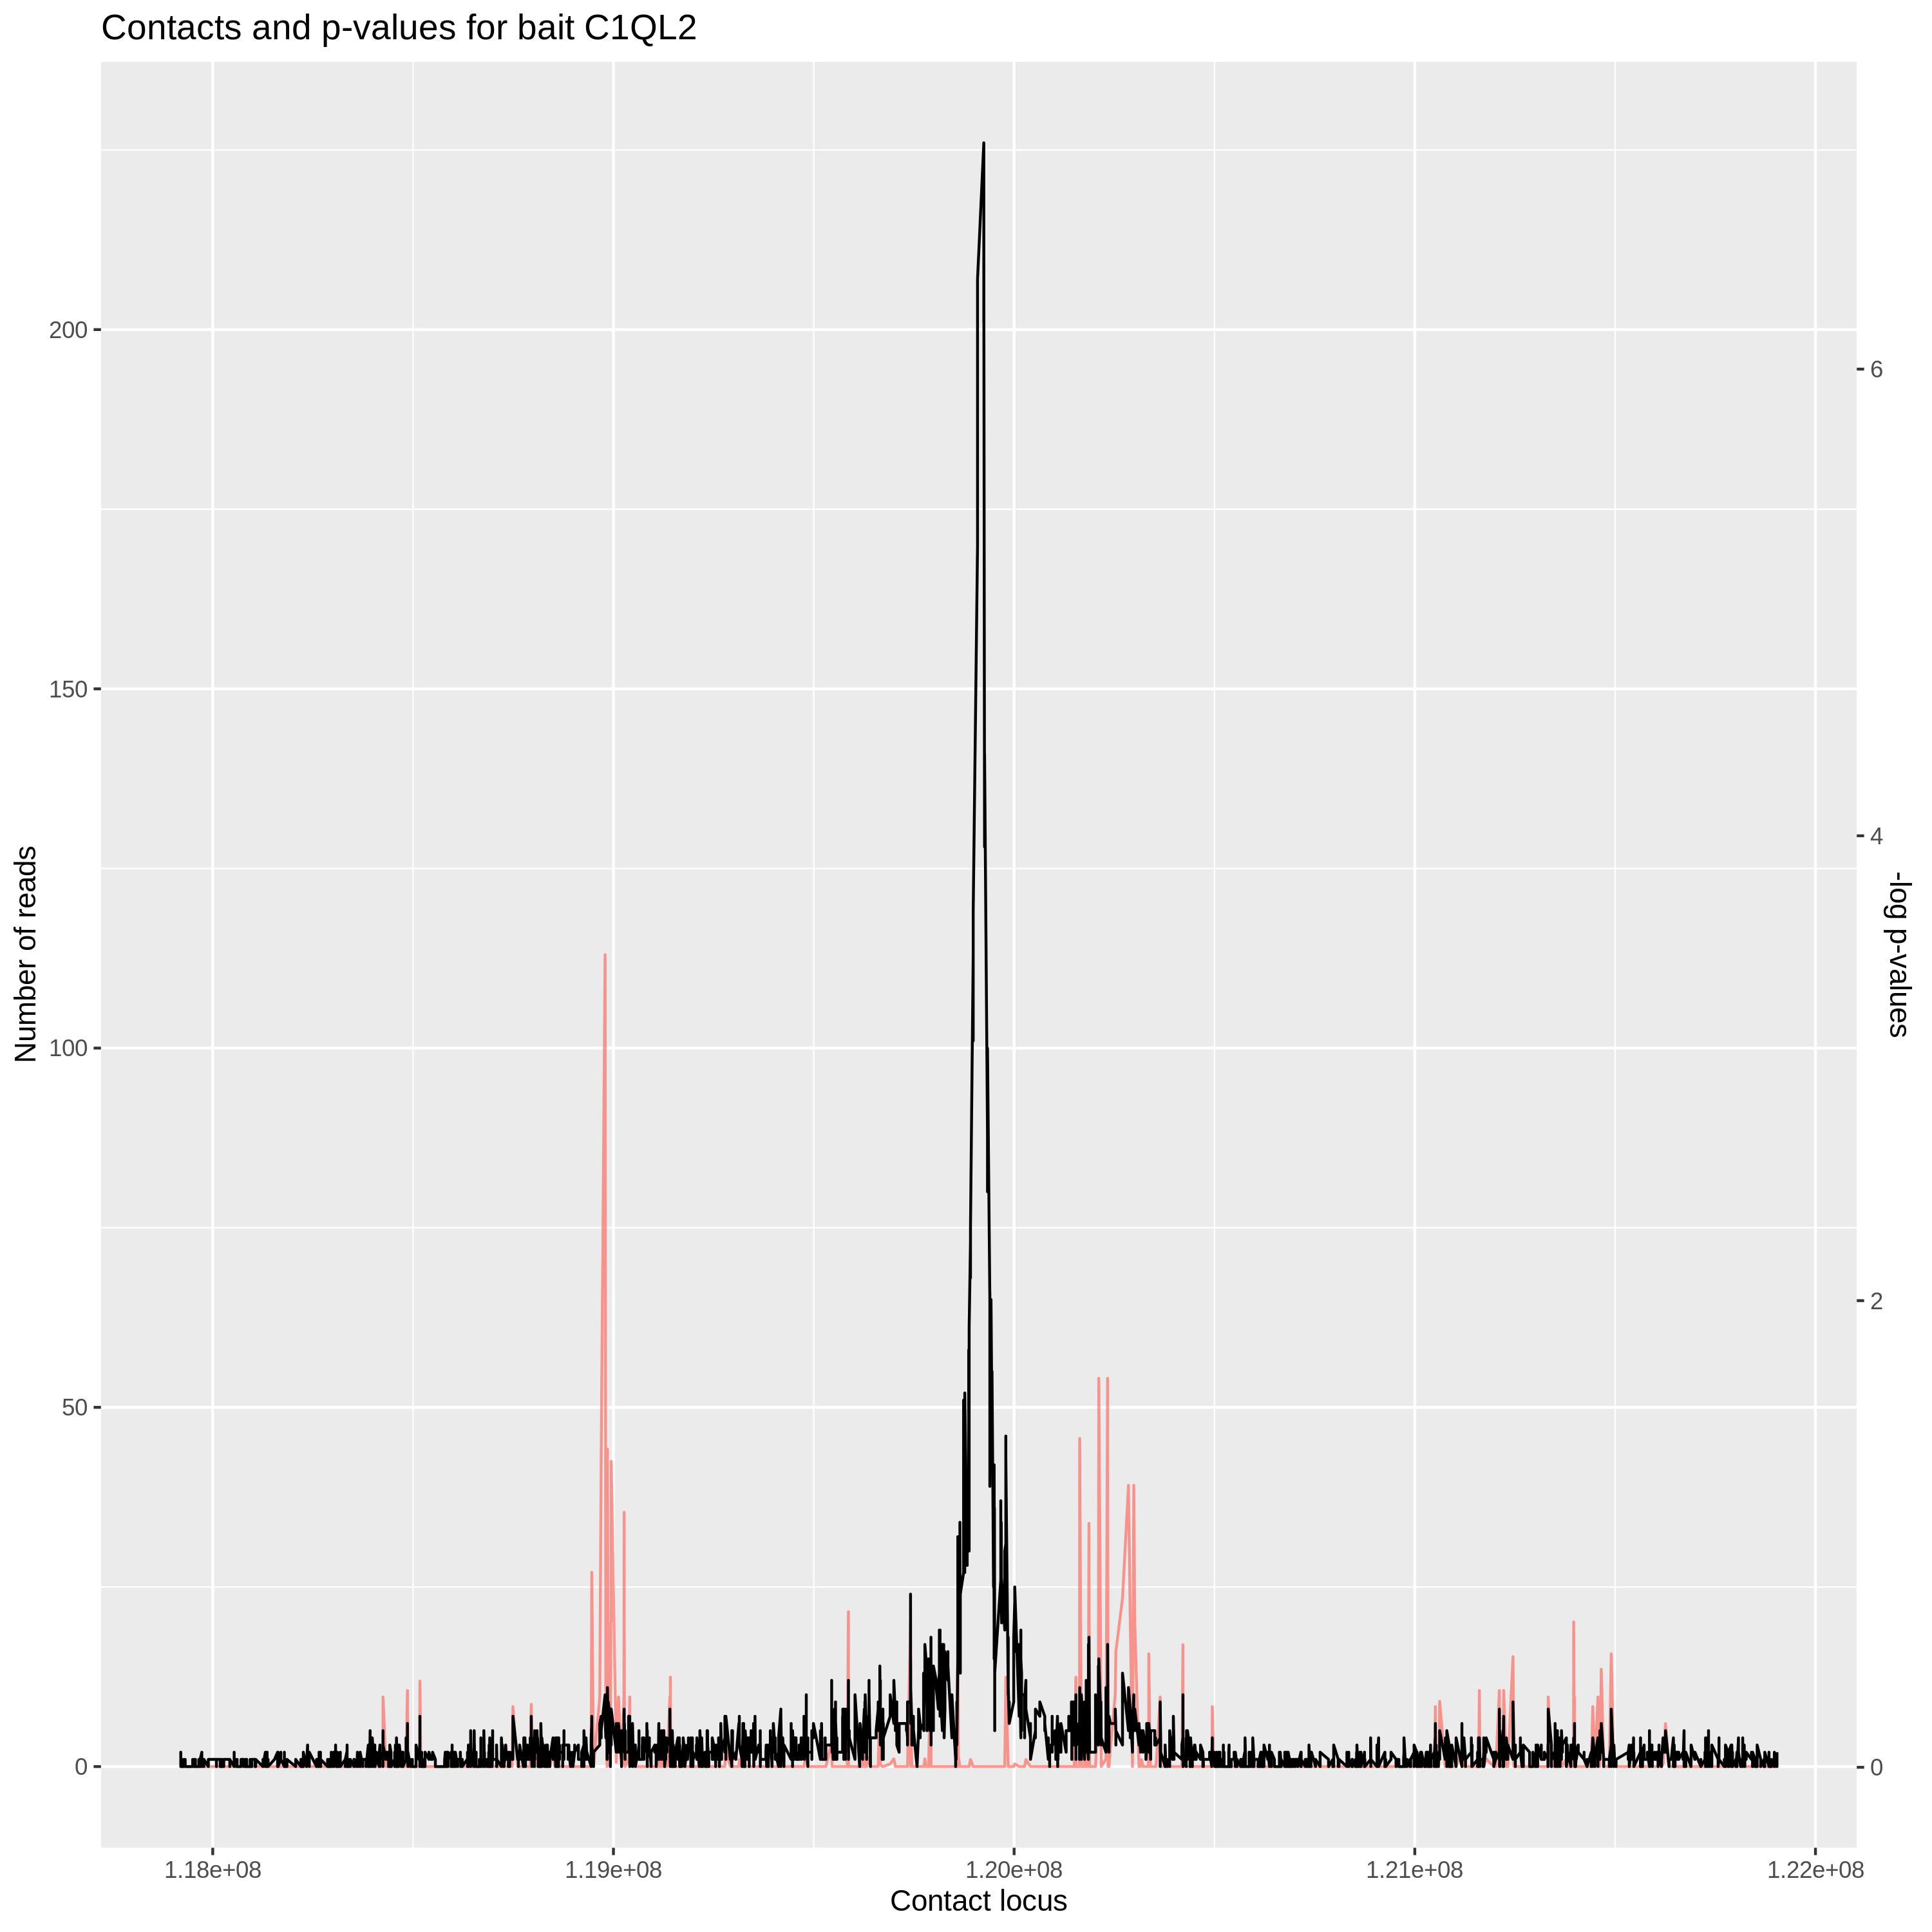 Contacts and p-values for bait C1QL2
200
150
100
50
0
Number of reads
6
4
2
0
-log p-values
1.18e+08
1.19e+08
1.20e+08
1.21e+08
1.22e+08
Contact locus